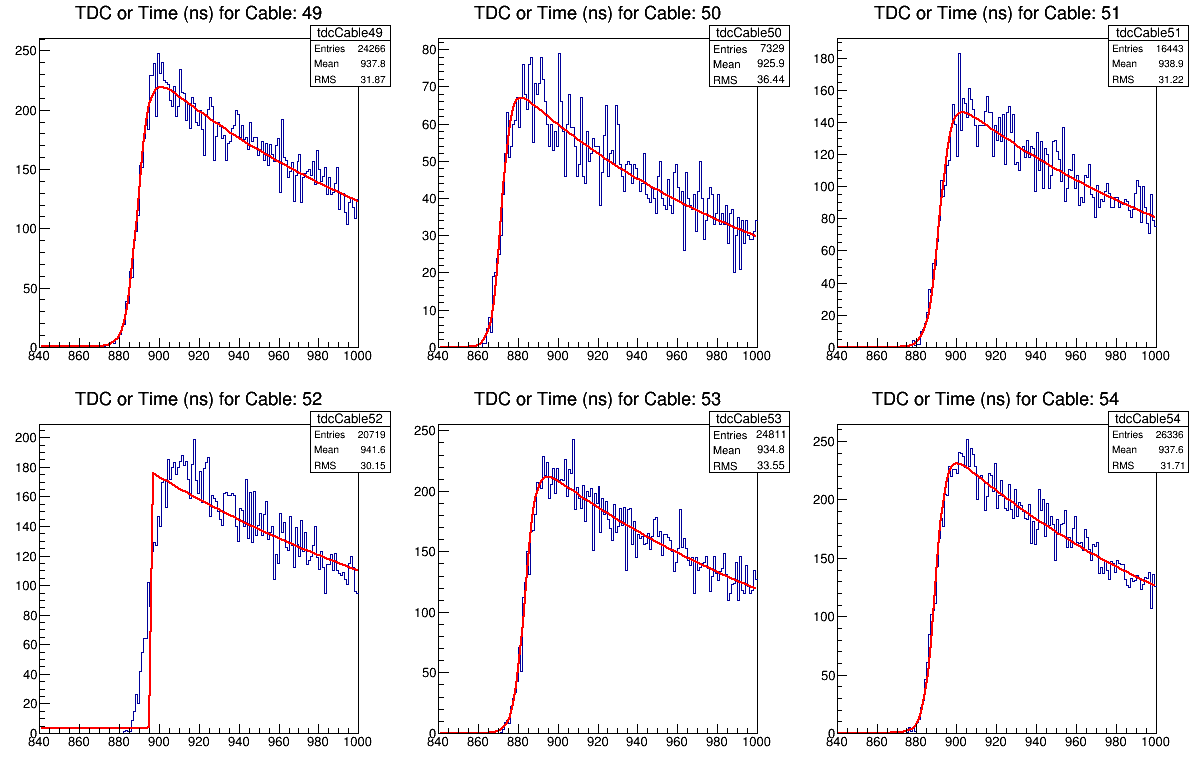 TDC or Time (ns) for Cable: 49
tdcCable49
Entries 24266
Mean 937.8
RMS 31.87
250
200
150
100
50
0
840 860 880 900 920 940 960 980 1000
TDC or Time (ns) for Cable: 50
tdcCable50
Entries 7329
Mean 925.9
RMS 36.44
80
70
60
50
40
30
20
10
0
840 860 880 900 920 940 960 980 1000
TDC or Time (ns) for Cable: 51
tdcCable51
Entries 16443
Mean 938.9
RMS 31.22
180
160
140
120
100
80
60
40
20
0
840 860 880 900 920 940 960 980 1000
TDC or Time (ns) for Cable: 52
tdcCable52
Entries 20719
Mean 941.6
RMS 30.15
200
180
160
140
120
100
80
60
40
20
0
840 860 880 900 920 940 960 980 1000
TDC or Time (ns) for Cable: 53
tdcCable53
Entries 24811
Mean 934.8
RMS 33.55
250
200
150
100
50
0
840 860 880 900 920 940 960 980 1000
TDC or Time (ns) for Cable: 54
tdcCable54
Entries 26336
Mean 937.6
RMS 31.71
250
200
150
100
50
0
840 860 880 900 920 940 960 980 1000